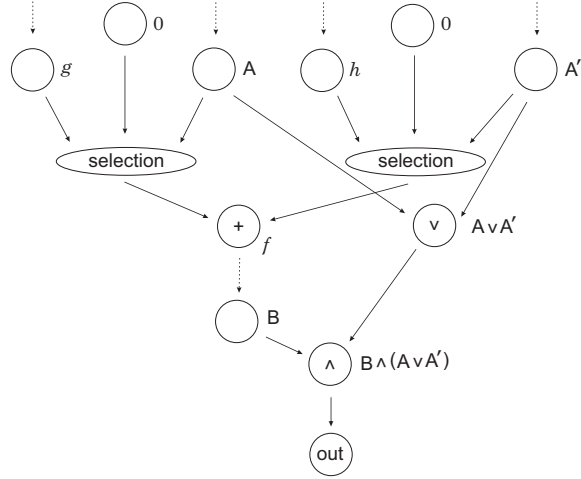 0
0
g
A
h
A′
selection
selection
+
f
∨
A∨A′
B
∧
B∧(A∨A′)
out